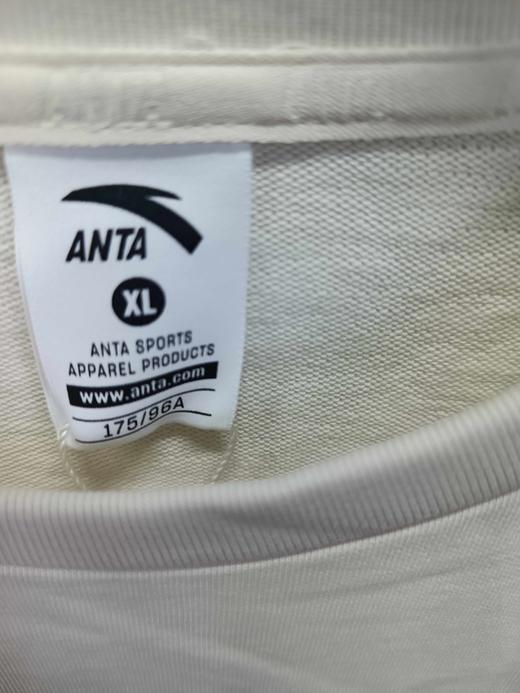 ANTA
XL
ANTA SPORTS
APPAREL PRODUCTS
www.anta.com
175/96A